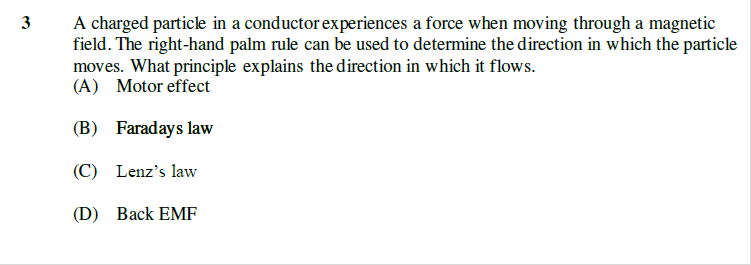 3 A charged particle in a conductor experiences a force when moving through a magnetic
field. The right-hand palm rule can be used to determine the direction in which the particle
moves. What principle explains the direction in which it flows.
(A) Motor effect
(B) Faradays law
(C) Lenz’s law
(D) Back EMF